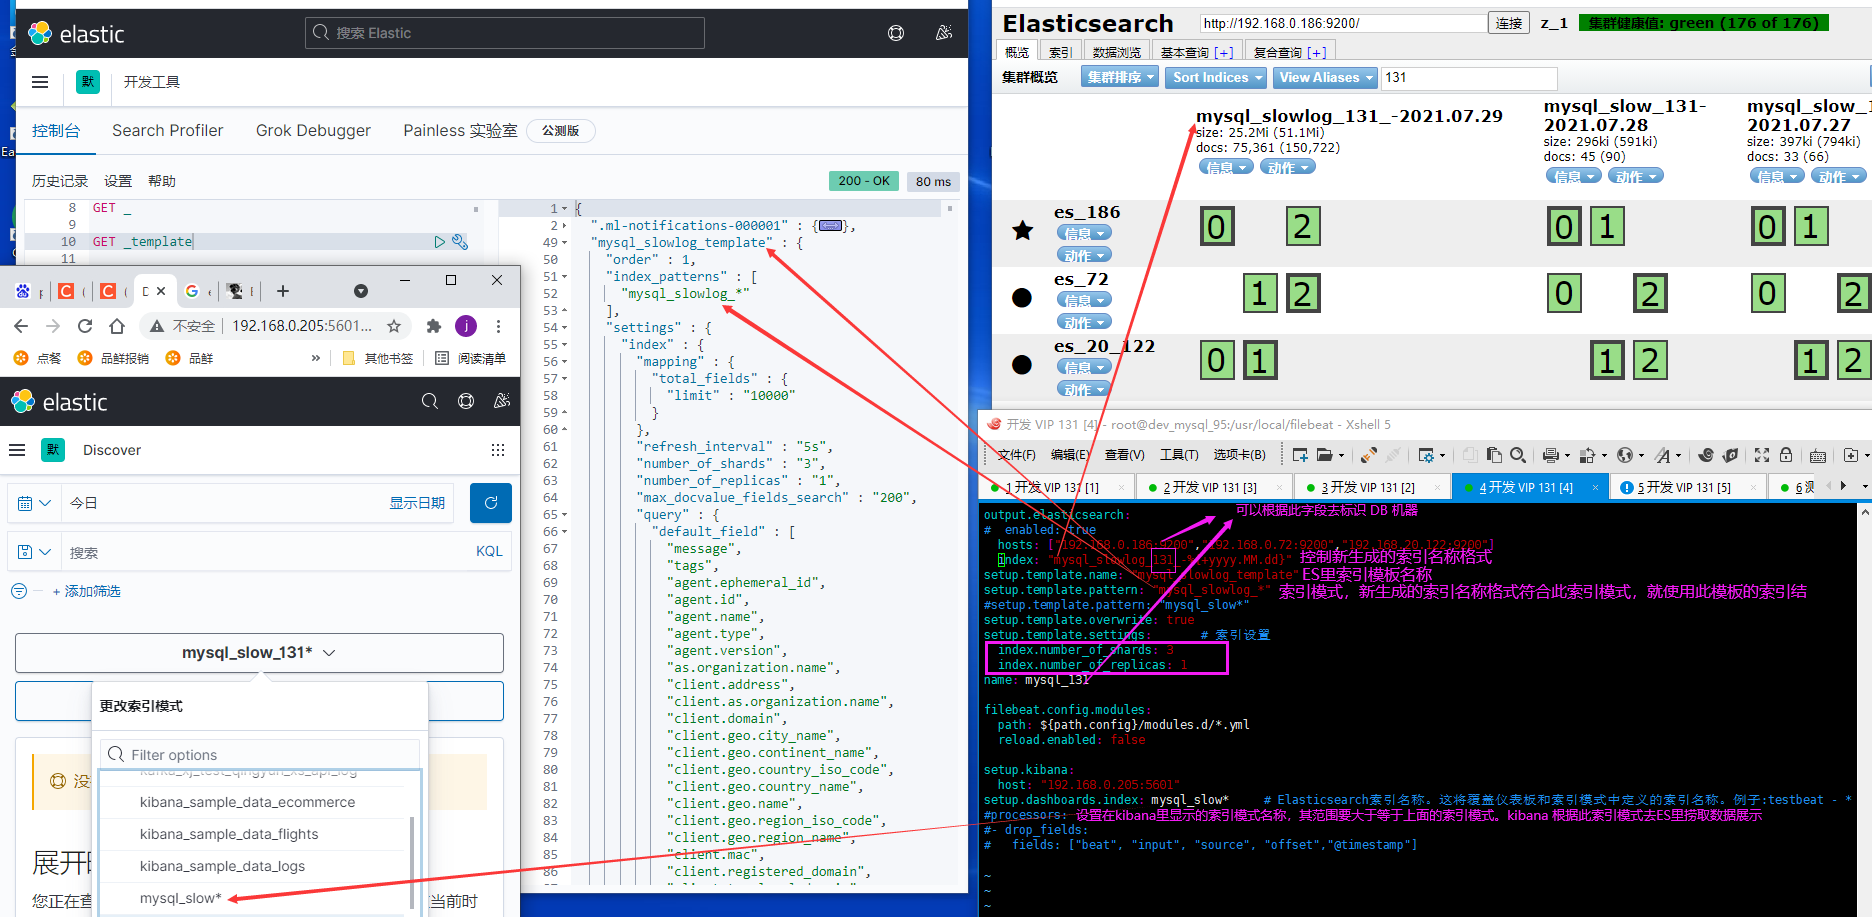 elastic
搜索 Elastic
默
开发工具
控制台
Search Profiler
Grok Debugger
Painless 实验室
公测版
历史记录
设置
帮助
200 - OK
80 ms
8 GET _
9
10 GET _template
11
1 {
2 ".ml-notifications-000001" : { },
49 "mysql_slowlog_template" : {
50 "order" : 1,
51 "index_patterns" : [
52 "mysql_slowlog_*"
53 ],
54 "settings" : {
55 "index" : {
56 "mapping" : {
57 "total_fields" : {
58 "limit" : "10000"
59 }
60 },
61 "refresh_interval" : "5s",
62 "number_of_shards" : "3",
63 "number_of_replicas" : "1",
64 "max_docvalue_fields_search" : "200",
65 "query" : {
66 "default_field" : [
67 "message",
68 "tags",
69 "agent.ephemeral_id",
70 "agent.id",
71 "agent.name",
72 "agent.type",
73 "agent.version",
74 "as.organization.name",
75 "client.address",
76 "client.as.organization.name",
77 "client.domain",
78 "client.geo.city_name",
79 "client.geo.continent_name",
80 "client.geo.country_iso_code",
81 "client.geo.country_name",
82 "client.geo.name",
83 "client.geo.region_iso_code",
84 "client.geo.region_name",
85 "client.mac",
86 "client.registered_domain",
不安全
192.168.0.205:5601...
j
点餐
品鲜报销
品鲜
»
其他书签
阅读清单
elastic
默
Discover
今日
显示日期
搜索
KQL
+ 添加筛选
mysql_slow_131*
更改索引模式
Filter options
kafka_xj_test_qingyun_xs_api_log
kibana_sample_data_ecommerce
kibana_sample_data_flights
kibana_sample_data_logs
mysql_slow*
没
展开
您正在查
当前时
Elasticsearch
http://192.168.0.186:9200/
连接
z_1
集群健康值: green (176 of 176)
概览
索引
数据浏览
基本查询 [+]
复合查询 [+]
集群概览
集群排序
Sort Indices
View Aliases
131
mysql_slowlog_131_-2021.07.29
size: 25.2Mi (51.1Mi)
docs: 75,361 (150,722)
信息
动作
mysql_slow_131-
2021.07.28
size: 296ki (591ki)
docs: 45 (90)
信息
动作
mysql_slow_1
2021.07.27
size: 397ki (794ki)
docs: 33 (66)
信息
动作
es_186
信息
动作
0 2 0 1 0 1
es_72
信息
动作
1 2 0 2 0 2
es_20_122
信息
动作
0 1 1 2 1 2
开发 VIP 131 [4] - root@dev_mysql_95:/usr/local/filebeat - Xshell 5
文件(F)
编辑(E)
查看(V)
工具(T)
选项卡(B)
1 开发 VIP 131 [1]
2 开发 VIP 131 [3]
3 开发 VIP 131 [2]
4 开发 VIP 131 [4]
5 开发 VIP 131 [5]
6 测
output.elasticsearch:
可以根据此字段去标识 DB 机器
# enabled: true
hosts: ["192.168.0.186:9200","192.168.0.72:9200","192.168.20.122:9200"]
index: "mysql_slowlog_131_-%{+yyyy.MM.dd}" 控制新生成的索引名称格式
setup.template.name: "mysql_slowlog_template" ES里索引模板名称
setup.template.pattern: "mysql_slowlog_*" 索引模式，新生成的索引名称格式符合此索引模式，就使用此模板的索引结
#setup.template.pattern: "mysql_slow*"
setup.template.overwrite: true
setup.template.settings: # 索引设置
index.number_of_shards: 3
index.number_of_replicas: 1
name: mysql_131
filebeat.config.modules:
path: ${path.config}/modules.d/*.yml
reload.enabled: false
setup.kibana:
host: "192.168.0.205:5601"
setup.dashboards.index: mysql_slow* # Elasticsearch索引名称。这将覆盖仪表板和索引模式中定义的索引名称。例子:testbeat - *
#processors: 设置在kibana里显示的索引模式名称，其范围要大于等于上面的索引模式。kibana 根据此索引模式去ES里捞取数据展示
#- drop_fields:
# fields: ["beat", "input", "source", "offset","@timestamp"]
~
~
~